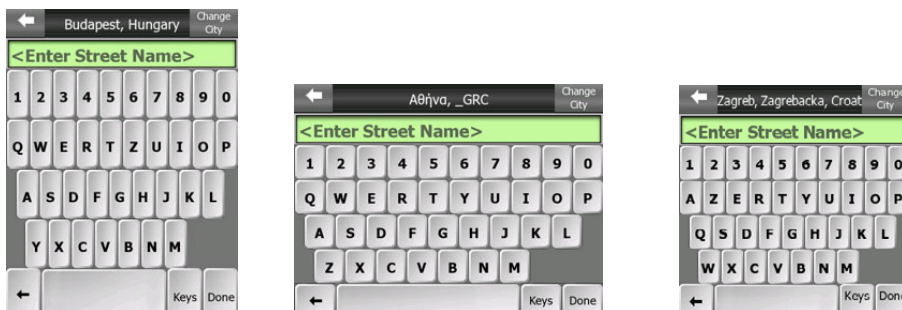 Budapest, Hungary
Change City
<Enter Street Name>
1 2 3 4 5 6 7 8 9 0
Q W E R T Z U I O P
A S D F G H J K L
Y X C V B N M
Keys Done
Αθήνα, _GRC
Change City
<Enter Street Name>
1 2 3 4 5 6 7 8 9 0
Q W E R T Y U I O P
A S D F G H J K L
Z X C V B N M
Keys Done
Zagreb, Zagrebacka, Croat
Change City
<Enter Street Name>
1 2 3 4 5 6 7 8 9 0
A Z E R T Y U I O P
Q S D F G H J K L
W X C V B N M
Keys Done